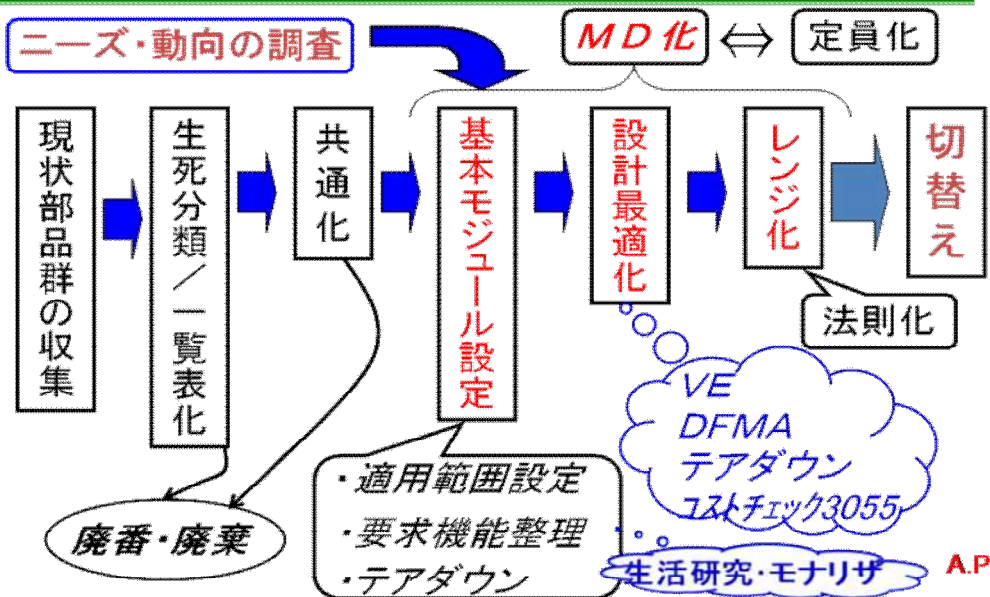 ニーズ・動向の調査
MD化 ⇔ 定員化
現状部品群の収集
生死分類/一覧表化
共通化
基本モジュール設定
設計最適化
レンジ化
切替え
法則化
VE
DFMA
テアダウン
コストチェック3055
廃番・廃棄
・適用範囲設定
・要求機能整理
・テアダウン
生活研究・モナリザ
A.P